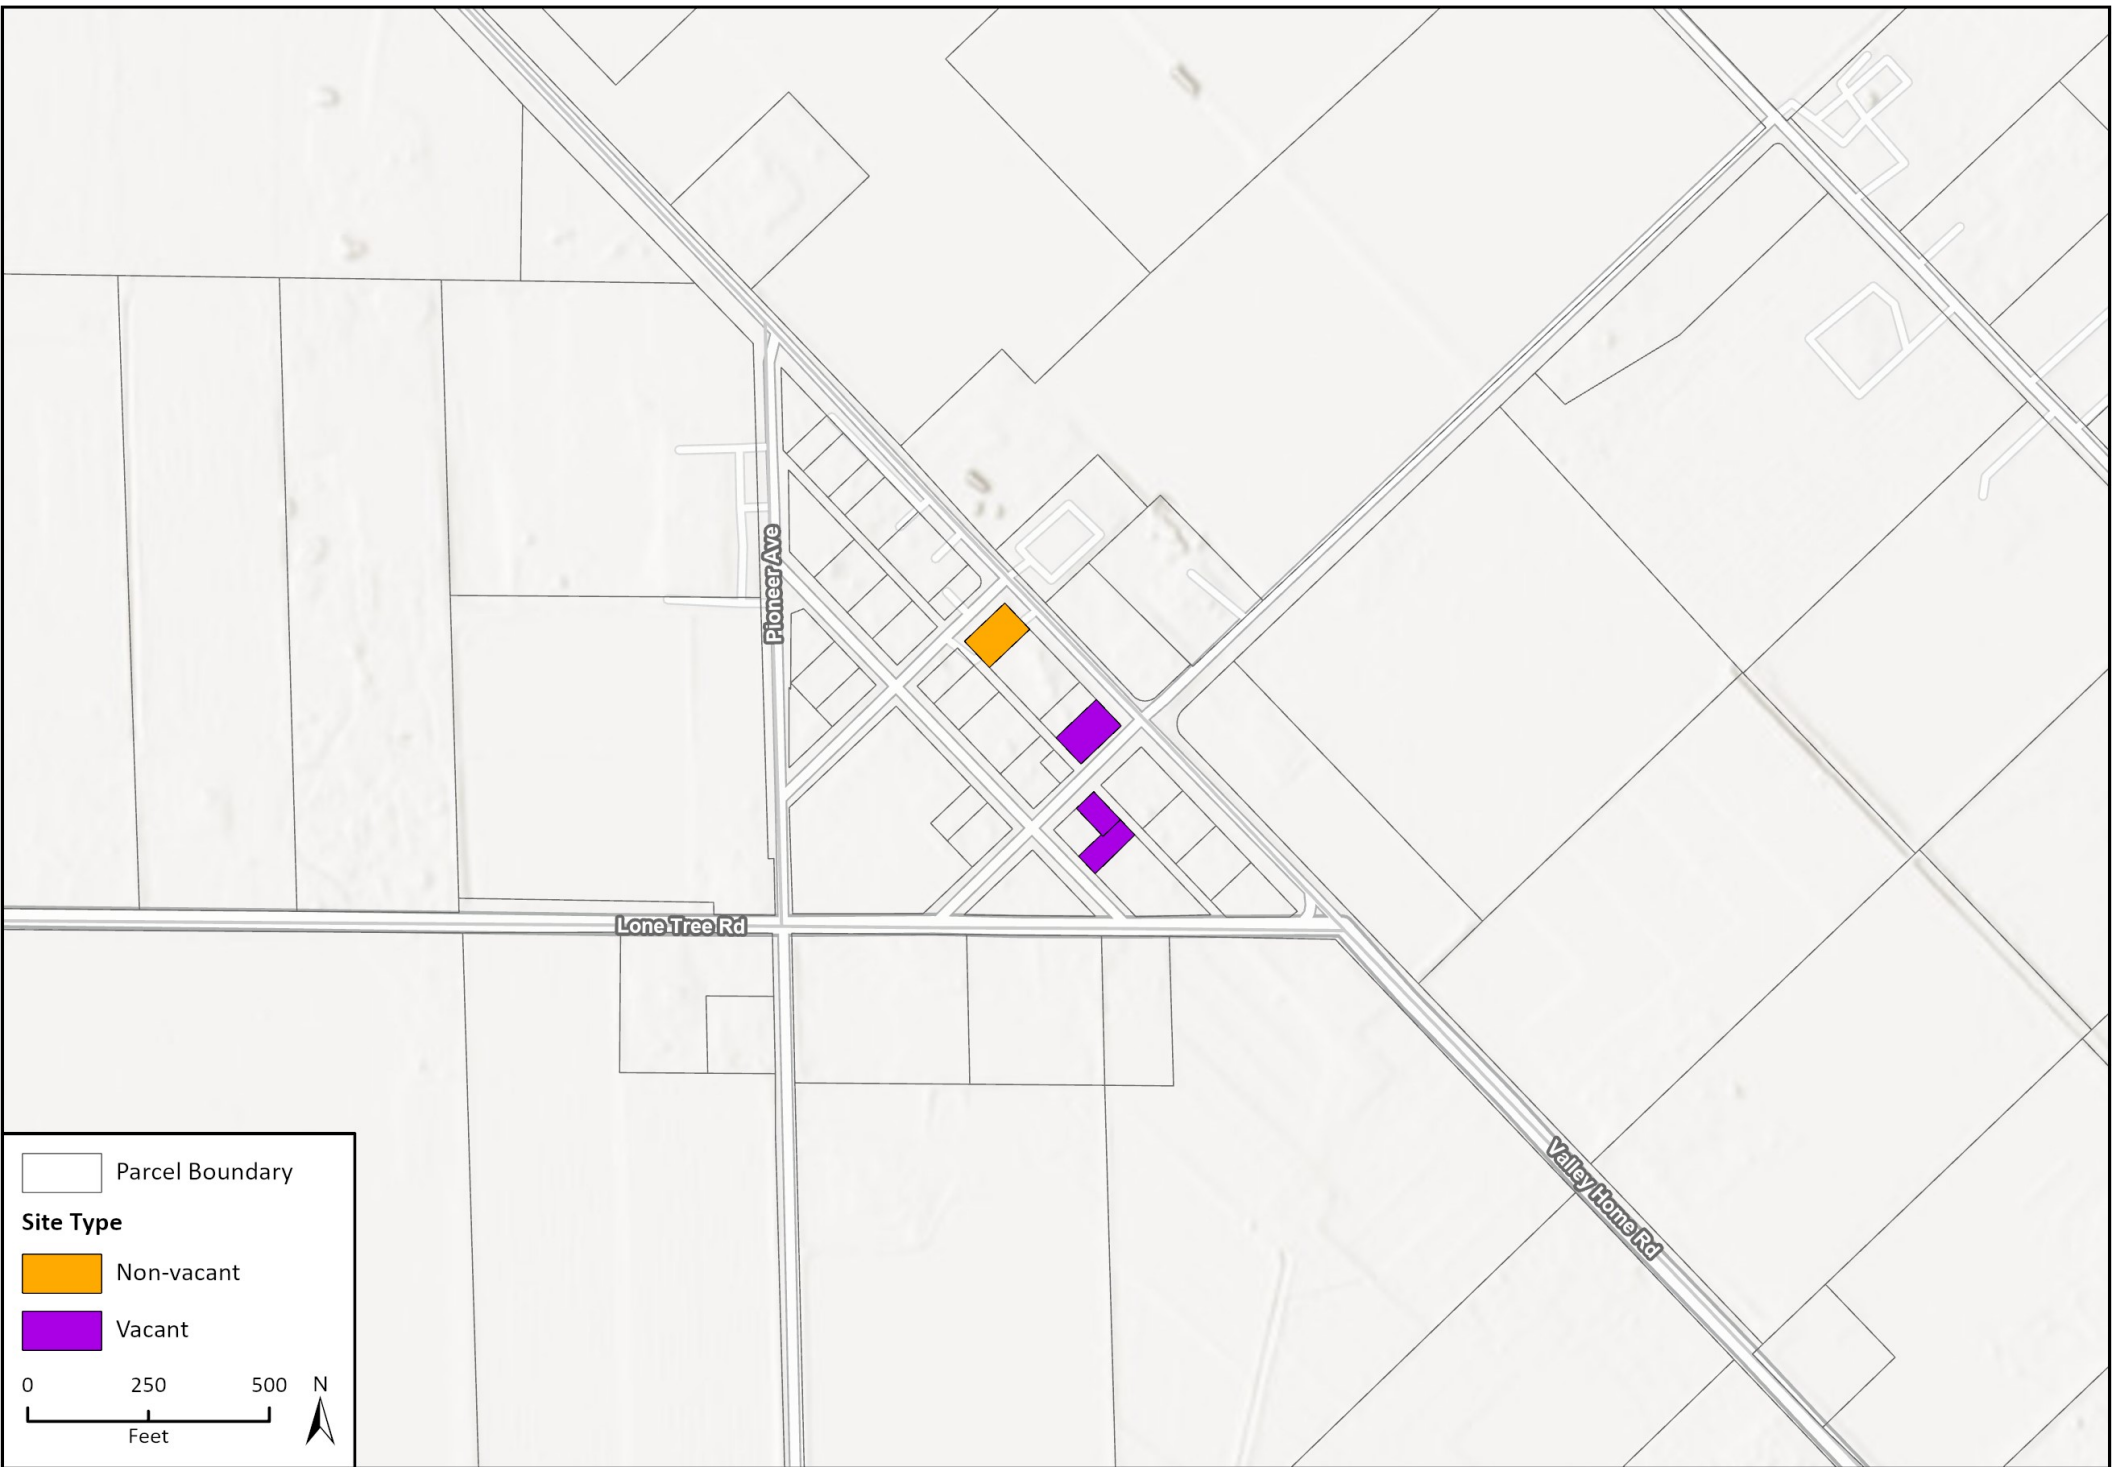 Pioneer Ave
Lone Tree Rd
Valley Home Rd
Parcel Boundary
Site Type
Non-vacant
Vacant
0 250 500 N
Feet